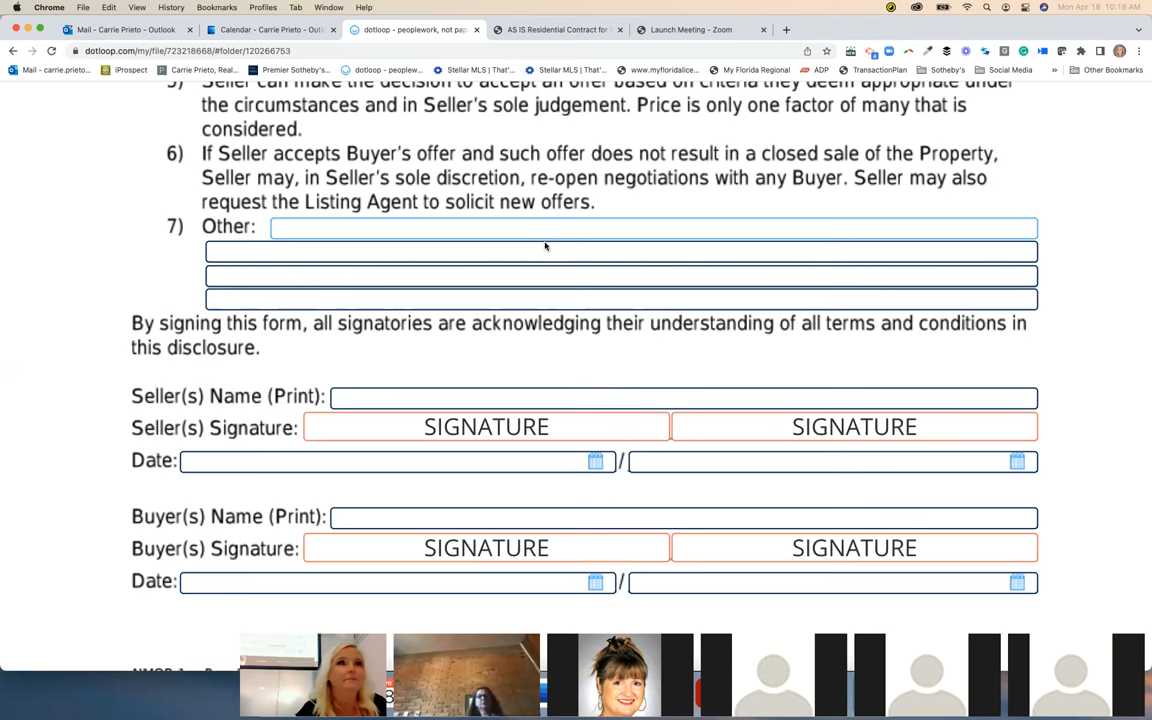 Chrome File Edit View History Bookmarks Profiles Tab Window Help Mon Apr 18 10:18 AM
Mail - Carrie Prieto - Outlook Calendar - Carrie Prieto - Outl dotloop - peoplework, not pap AS IS Residential Contract for Launch Meeting - Zoom
dotloop.com/my/file/723218668/#folder/120266753
Mail - carrie.prieto... iProspect Carrie Prieto, Real... Premier Sotheby's... dotloop - peoplew... Stellar MLS | That'... Stellar MLS | That'... www.myfloridalice... My Florida Regional ADP TransactionPlan Sotheby's Social Media Other Bookmarks
5) Seller can make the decision to accept an offer based on criteria they deem appropriate under
the circumstances and in Seller's sole judgement. Price is only one factor of many that is
considered.
6) If Seller accepts Buyer's offer and such offer does not result in a closed sale of the Property,
Seller may, in Seller's sole discretion, re-open negotiations with any Buyer. Seller may also
request the Listing Agent to solicit new offers.
7) Other:
By signing this form, all signatories are acknowledging their understanding of all terms and conditions in
this disclosure.
Seller(s) Name (Print):
Seller(s) Signature: SIGNATURE SIGNATURE
Date: /
Buyer(s) Name (Print):
Buyer(s) Signature: SIGNATURE SIGNATURE
Date: /